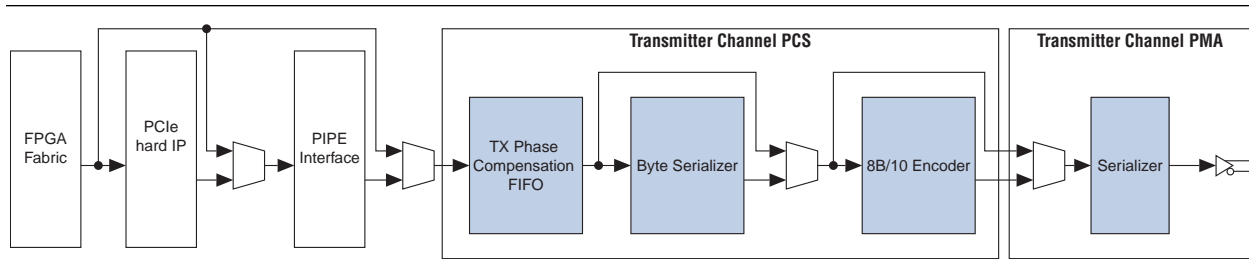 Transmitter Channel PCS
Transmitter Channel PMA
FPGA
Fabric
PCIe
hard IP
PIPE
Interface
TX Phase
Compensation
FIFO
Byte Serializer
8B/10 Encoder
Serializer